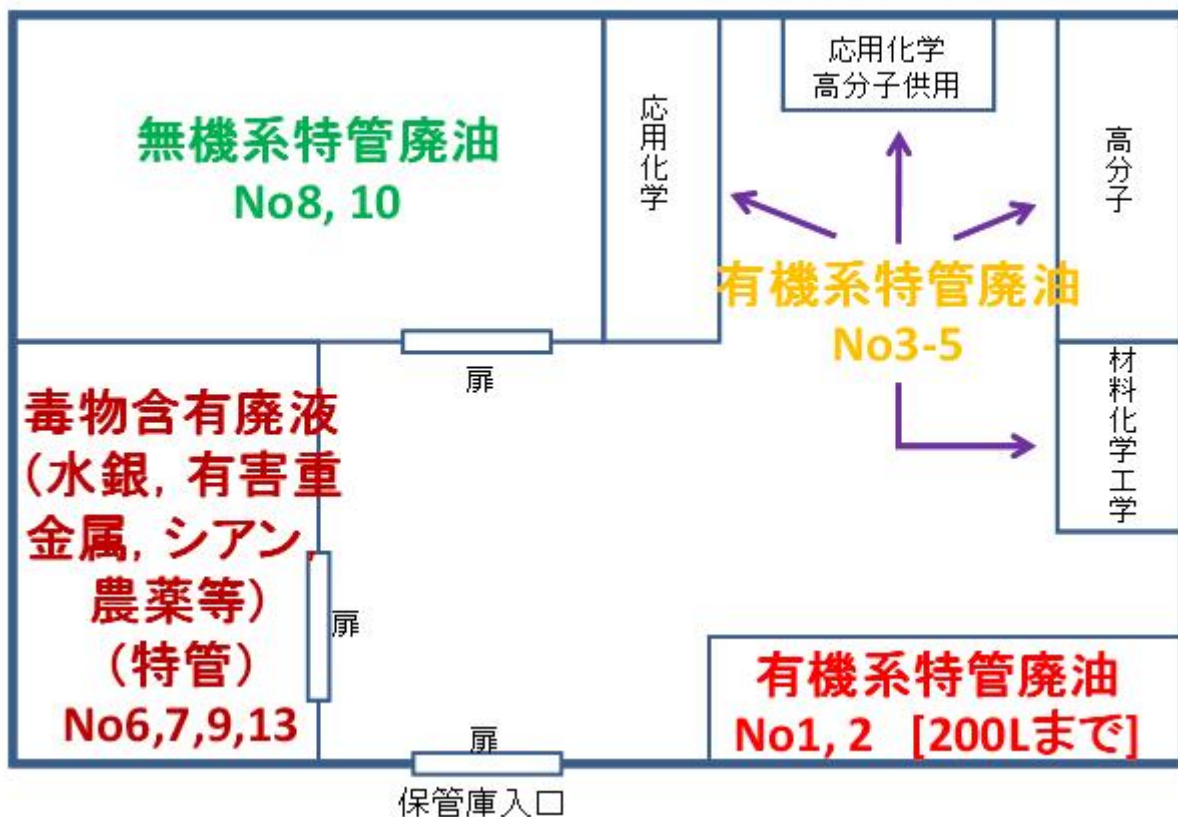 無機系特管廃油
No8, 10
応用化学
応用化学
高分子供用
高分子
有機系特管廃油
No3-5
扉
材料化学工学
毒物含有廃液
(水銀, 有害重
金属, シアン,
農薬等)
(特管)
No6,7,9,13
扉
有機系特管廃油
No1, 2 [200Lまで]
扉
保管庫入口